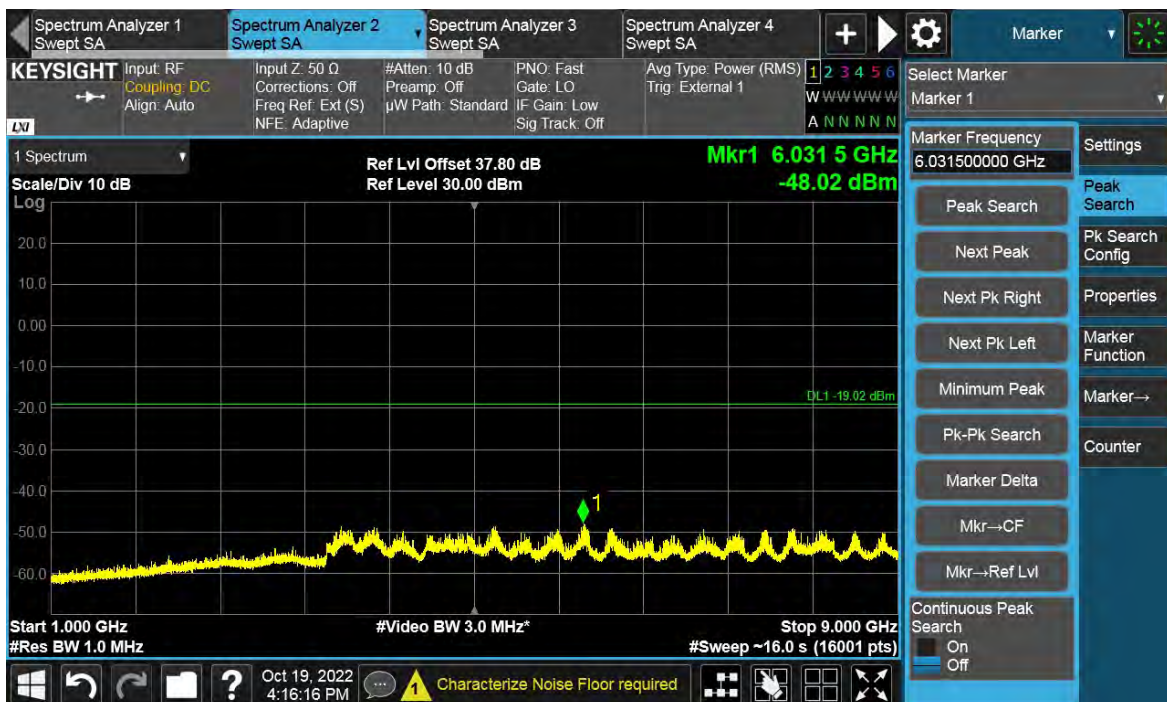 Spectrum Analyzer 1
Swept SA
Spectrum Analyzer 2
Swept SA
Spectrum Analyzer 3
Swept SA
Spectrum Analyzer 4
Swept SA
+
Marker
KEYSIGHT
LXI
Input: RF
Coupling: DC
Align: Auto
Input Z: 50 Ω
Corrections: Off
Freq Ref: Ext (S)
NFE: Adaptive
#Atten: 10 dB
Preamp: Off
µW Path: Standard
PNO: Fast
Gate: LO
IF Gain: Low
Sig Track: Off
Avg Type: Power (RMS)
Trig: External 1
1 2 3 4 5 6
W W W W W W
A N N N N N
Select Marker
Marker 1
1 Spectrum
Scale/Div 10 dB
Log
Ref Lvl Offset 37.80 dB
Ref Level 30.00 dBm
Mkr1 6.031 5 GHz
-48.02 dBm
20.0
10.0
0.00
-10.0
-20.0
-30.0
-40.0
-50.0
-60.0
DL1 -19.02 dBm
1
Start 1.000 GHz
#Res BW 1.0 MHz
#Video BW 3.0 MHz*
Stop 9.000 GHz
#Sweep ~16.0 s (16001 pts)
Marker Frequency
6.031500000 GHz
Peak Search
Next Peak
Next Pk Right
Next Pk Left
Minimum Peak
Pk-Pk Search
Marker Delta
Mkr→CF
Mkr→Ref Lvl
Continuous Peak
Search
On
Off
Settings
Peak
Search
Pk Search
Config
Properties
Marker
Function
Marker→
Counter
?
Oct 19, 2022
4:16:16 PM
1
Characterize Noise Floor required